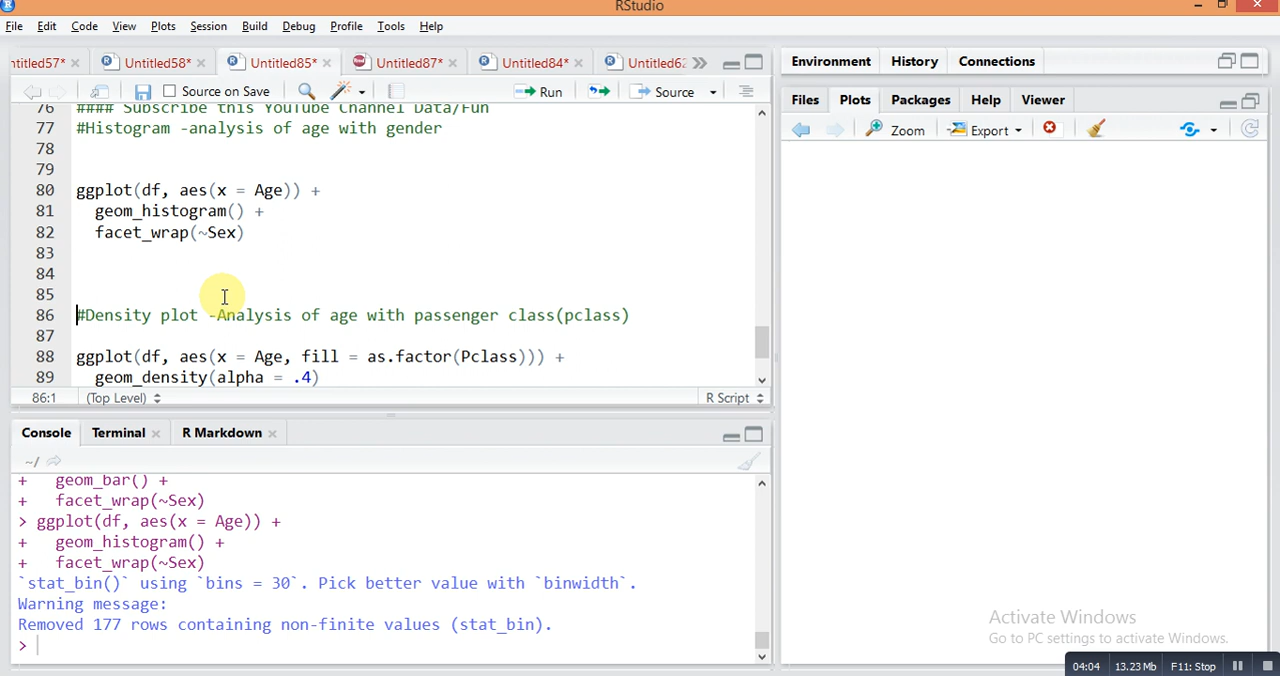 RStudio
File Edit Code View Plots Session Build Debug Profile Tools Help
ntitled57* Untitled58* Untitled85* Untitled87* Untitled84* Untitled6
Source on Save Run Source
76 #### Subscribe this YouTube Channel Data/Fun
77 #Histogram -analysis of age with gender
78
79
80 ggplot(df, aes(x = Age)) +
81 geom_histogram() +
82 facet_wrap(~Sex)
83
84
85
86 #Density plot -Analysis of age with passenger class(pclass)
87
88 ggplot(df, aes(x = Age, fill = as.factor(Pclass))) +
89 geom_density(alpha = .4)
86:1 (Top Level) R Script
Console Terminal R Markdown
~/
+ geom_bar() +
+ facet_wrap(~Sex)
> ggplot(df, aes(x = Age)) +
+ geom_histogram() +
+ facet_wrap(~Sex)
`stat_bin()` using `bins = 30`. Pick better value with `binwidth`.
Warning message:
Removed 177 rows containing non-finite values (stat_bin).
>
Environment History Connections
Files Plots Packages Help Viewer
Zoom Export
Activate Windows
Go to PC settings to activate Windows.
04:04 13.23Mb F11: Stop